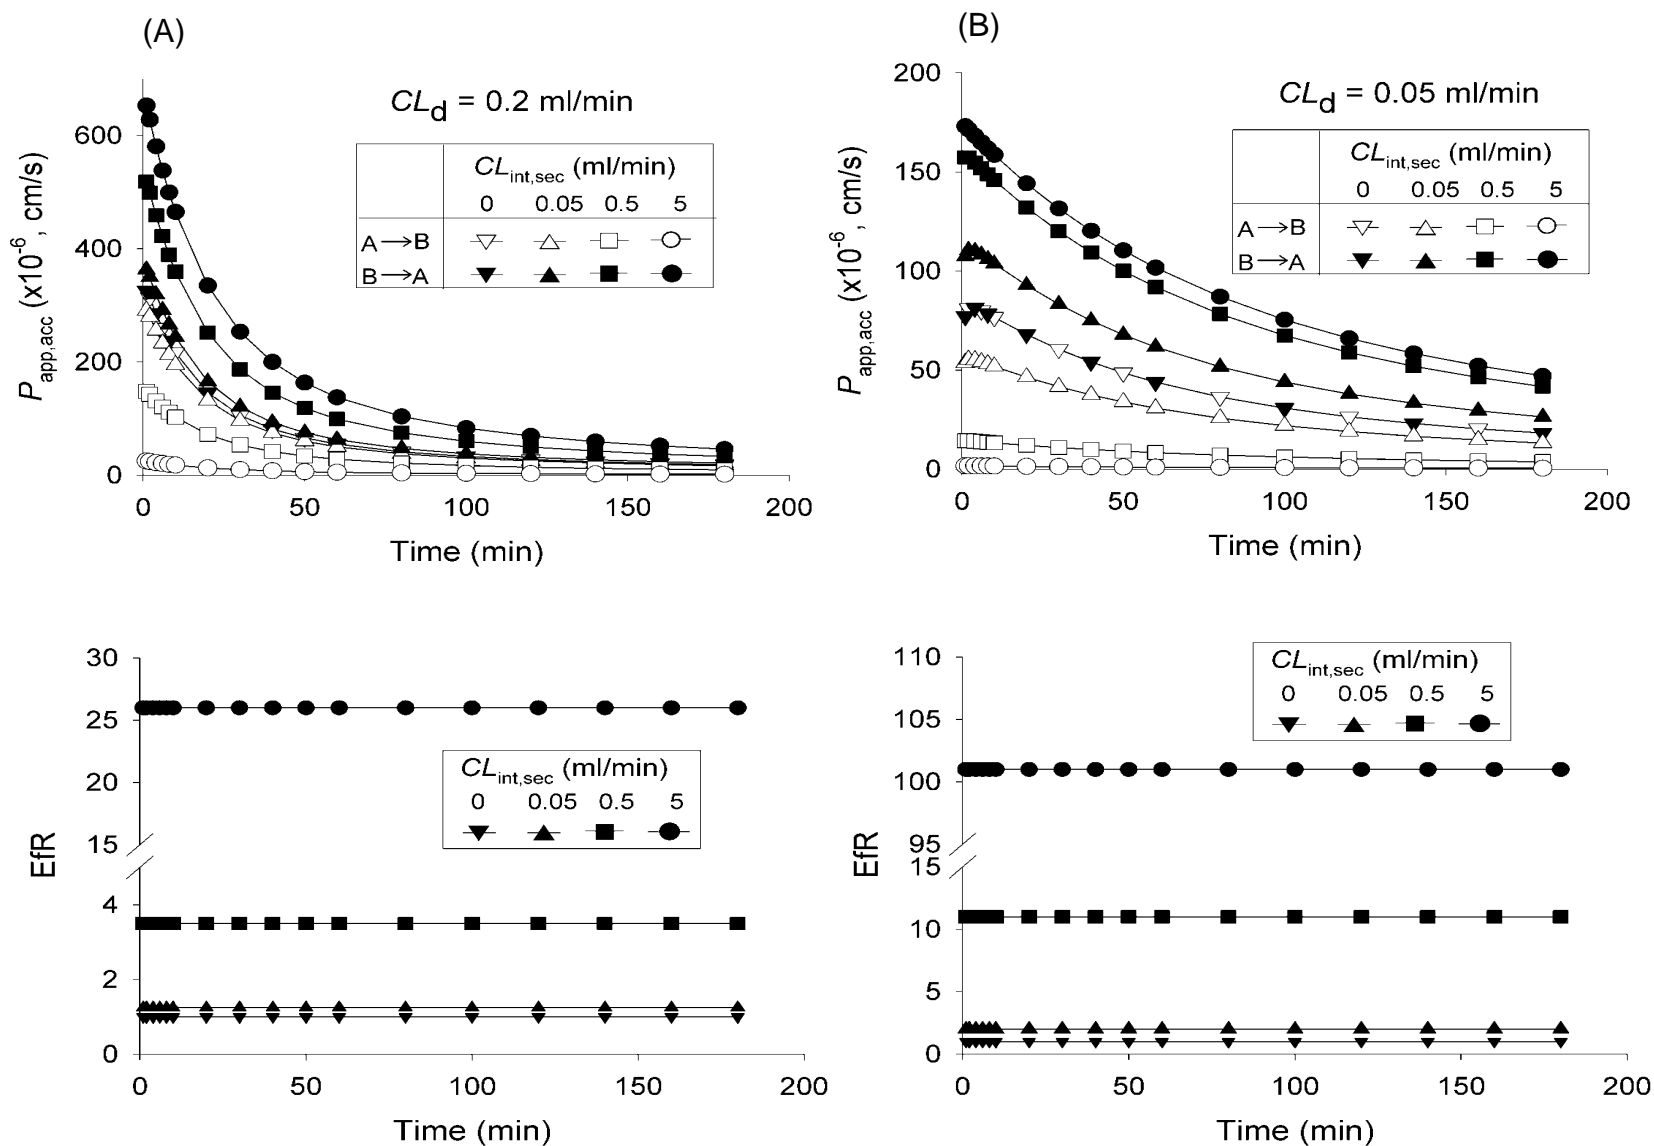 (A)
CLd = 0.2 ml/min
CLint,sec (ml/min)
0 0.05 0.5 5
A→B
B→A
600
400
200
0
Papp,acc (x10-6, cm/s)
0 50 100 150 200
Time (min)
(B)
CLd = 0.05 ml/min
CLint,sec (ml/min)
0 0.05 0.5 5
A→B
B→A
200
150
100
50
0
Papp,acc (x10-6, cm/s)
0 50 100 150 200
Time (min)
30
25
20
15
4
2
0
EfR
CLint,sec (ml/min)
0 0.05 0.5 5
0 50 100 150 200
Time (min)
110
105
100
95
15
10
5
0
EfR
CLint,sec (ml/min)
0 0.05 0.5 5
0 50 100 150 200
Time (min)